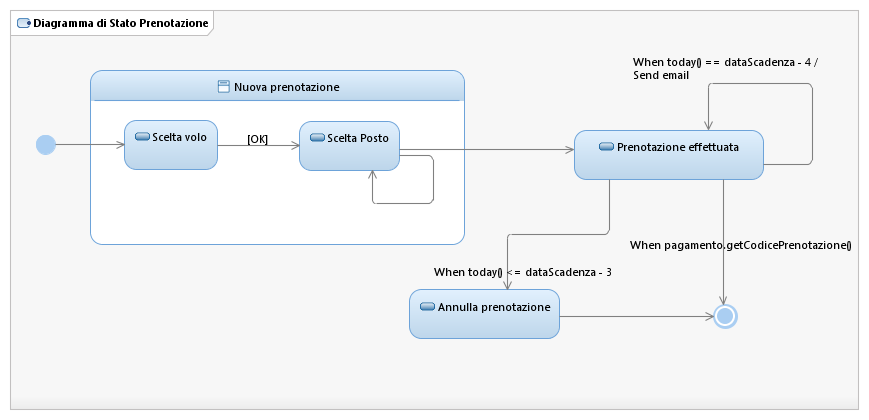 Diagramma di Stato Prenotazione
When today() == dataScadenza - 4 /
Send email
Nuova prenotazione
Scelta volo
[OK]
Scelta Posto
Prenotazione effettuata
When pagamento.getCodicePrenotazione()
When today() <= dataScadenza - 3
Annulla prenotazione